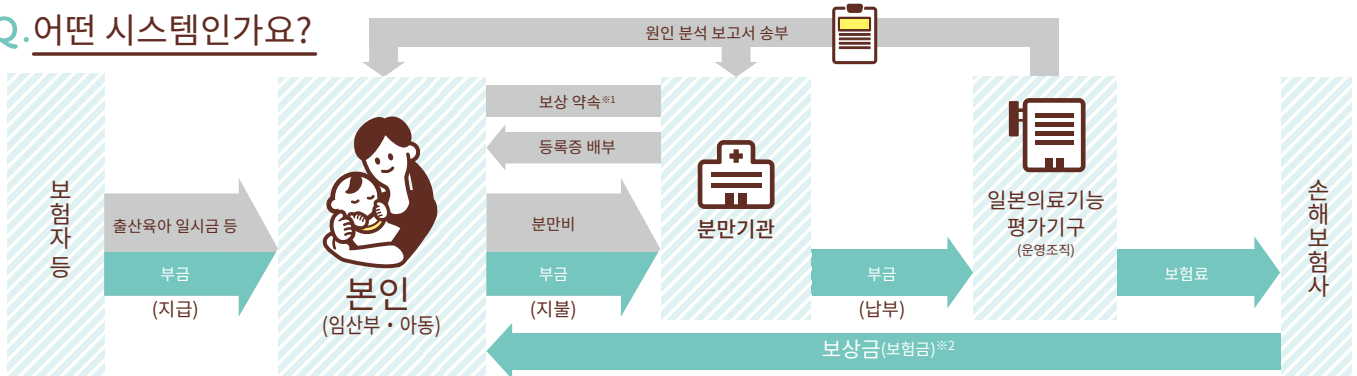 Q.어떤 시스템인가요?
원인 분석 보고서 송부
보험자 등
출산육아 일시금 등
부금
(지급)
본인
(임산부・아동)
보상 약속※1
등록증 배부
분만비
부금
(지불)
분만기관
부금
(납부)
일본의료기능
평가기구
(운영조직)
보험료
손해보험사
보상금(보험금)※2